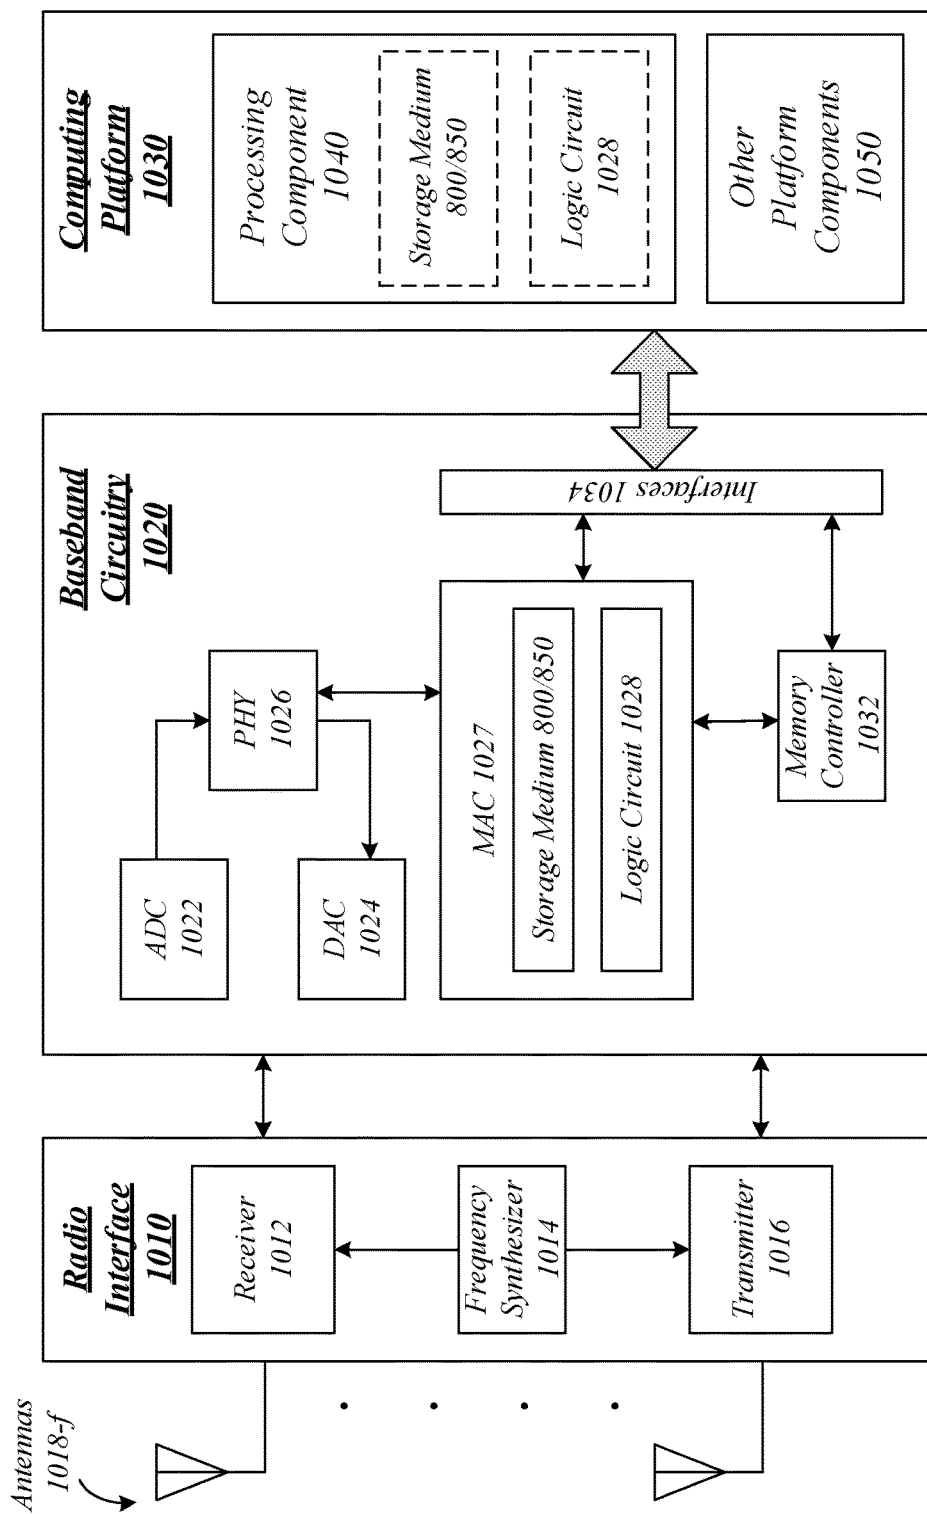 Antennas
1018-f
Radio
Interface
1010
Receiver
1012
Frequency
Synthesizer
1014
Transmitter
1016
Baseband
Circuitry
1020
ADC
1022
DAC
1024
PHY
1026
MAC 1027
Storage Medium 800/850
Logic Circuit 1028
Memory
Controller
1032
Interfaces 1034
Computing
Platform
1030
Processing
Component
1040
Storage Medium
800/850
Logic Circuit
1028
Other
Platform
Components
1050